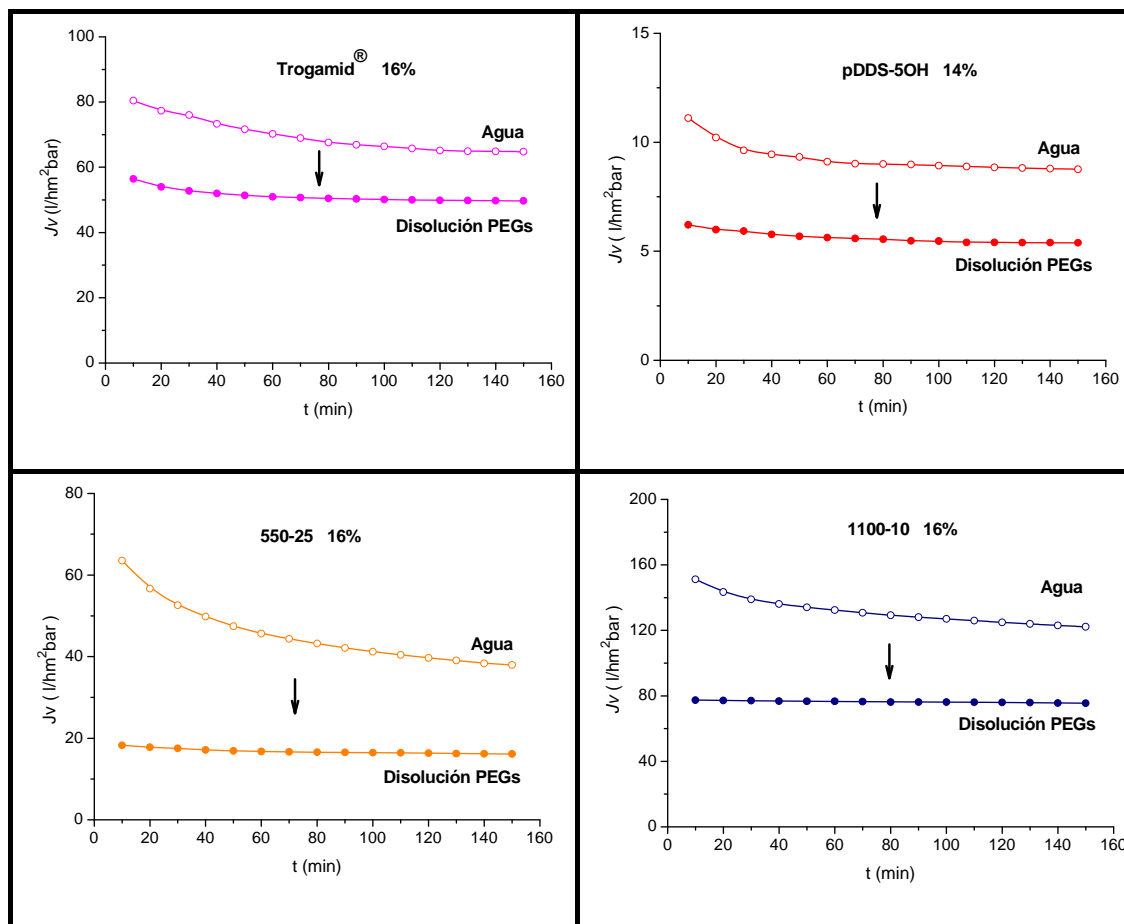 Trogamid® 16%
Agua
Disolución PEGs
Jv (l/hm²bar)
100
80
60
40
20
0
0 20 40 60 80 100 120 140 160
t (min)
pDDS-5OH 14%
Agua
Disolución PEGs
Jv ( l/hm²bar )
15
10
5
0
0 20 40 60 80 100 120 140 160
t (min)
550-25 16%
Agua
Disolución PEGs
Jv ( l/hm²bar )
80
60
40
20
0
0 20 40 60 80 100 120 140 160
t (min)
1100-10 16%
Agua
Disolución PEGs
Jv ( l/hm²bar )
200
160
120
80
40
0
0 20 40 60 80 100 120 140 160
t (min)